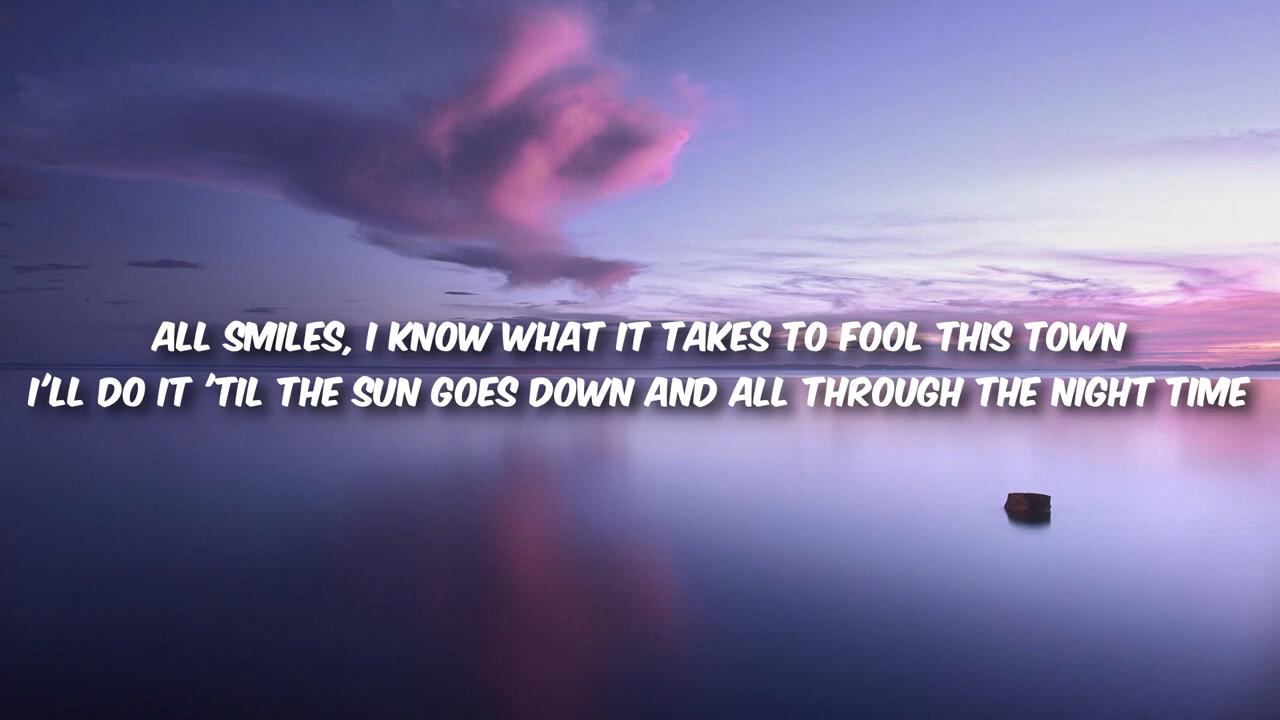 ALL SMILES, I KNOW WHAT IT TAKES TO FOOL THIS TOWN
I'LL DO IT 'TIL THE SUN GOES DOWN AND ALL THROUGH THE NIGHT TIME